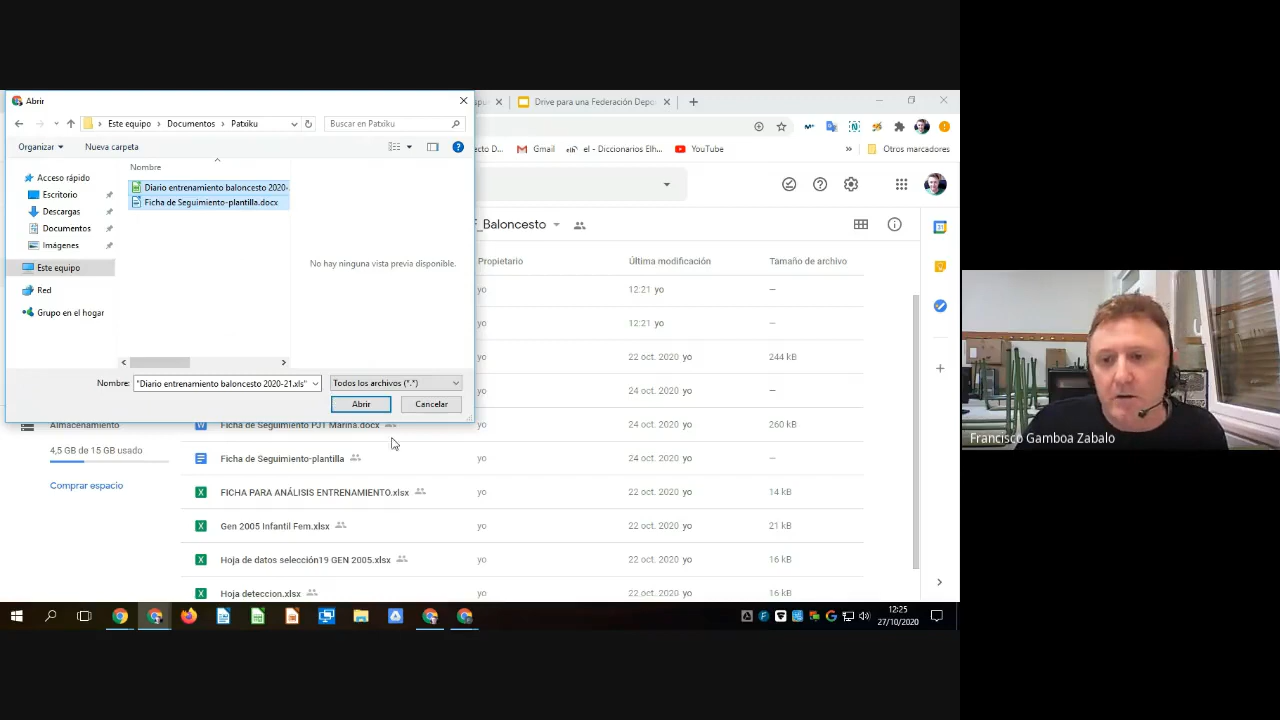 Abrir
Este equipo
Documentos
Patxiku
Buscar en Patxiku
Organizar
Nueva carpeta
Nombre
Acceso rápido
Escritorio
Descargas
Documentos
Imágenes
Este equipo
Red
Grupo en el hogar
Diario entrenamiento baloncesto 2020-
Ficha de Seguimiento-plantilla.docx
No hay ninguna vista previa disponible.
Nombre:
"Diario entrenamiento baloncesto 2020-21.xls"
Todos los archivos (*.*)
Abrir
Cancelar
Drive para una Federación Depo
Gmail
el - Diccionarios Elh...
YouTube
»
Otros marcadores
_Baloncesto
Propietario
Última modificación
Tamaño de archivo
yo
12:21 yo
—
yo
12:21 yo
—
yo
22 oct. 2020 yo
244 kB
yo
24 oct. 2020 yo
—
Almacenamiento
4,5 GB de 15 GB usado
Comprar espacio
Ficha de Seguimiento PJT Marina.docx
yo
24 oct. 2020 yo
260 kB
Ficha de Seguimiento-plantilla
yo
24 oct. 2020 yo
—
FICHA PARA ANÁLISIS ENTRENAMIENTO.xlsx
yo
22 oct. 2020 yo
14 kB
Gen 2005 Infantil Fem.xlsx
yo
22 oct. 2020 yo
21 kB
Hoja de datos selección19 GEN 2005.xlsx
yo
22 oct. 2020 yo
16 kB
Hoja deteccion.xlsx
yo
22 oct. 2020 yo
16 kB
12:25
27/10/2020
Francisco Gamboa Zabalo